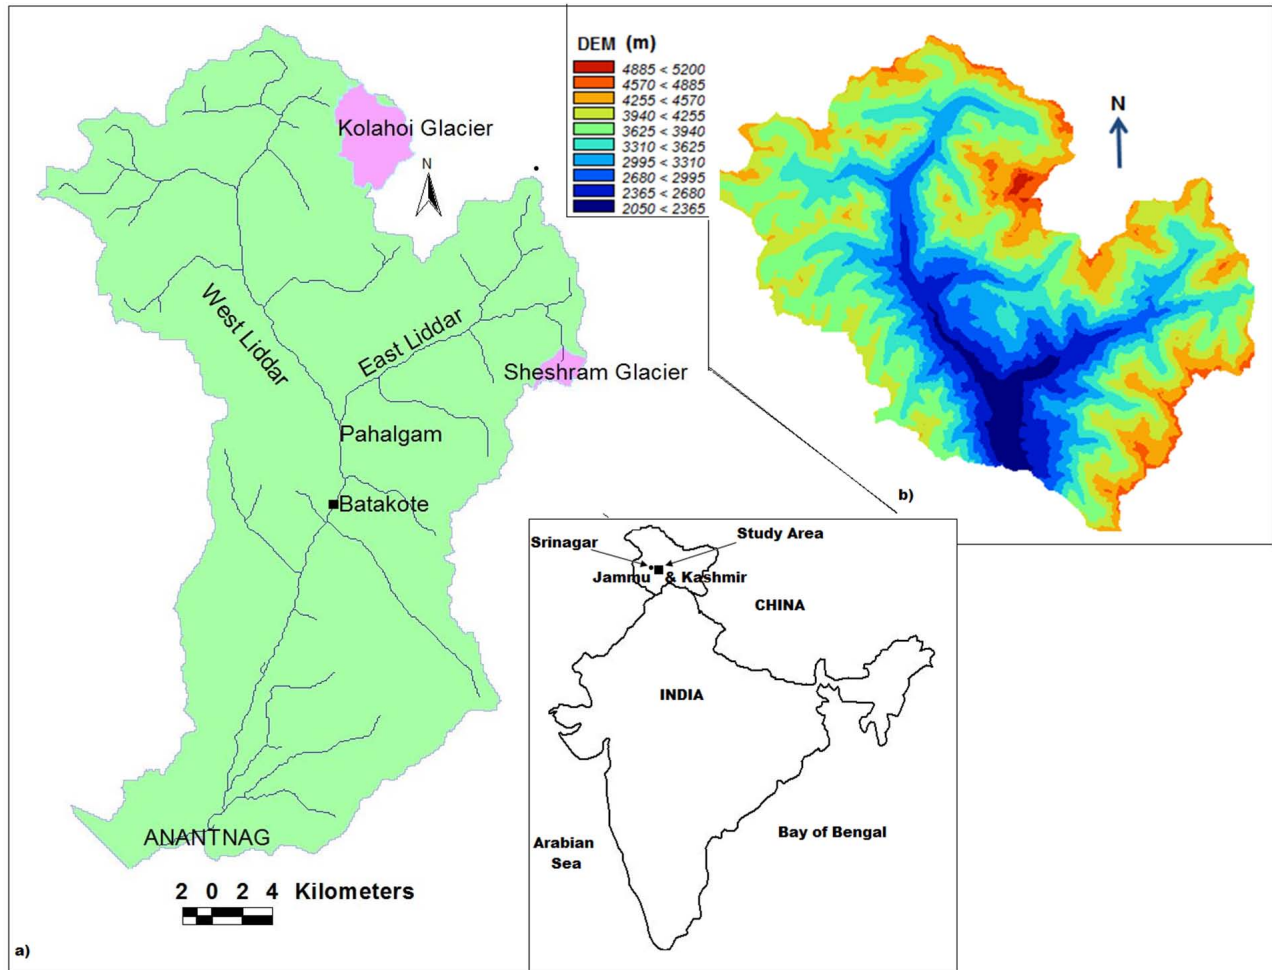 Kolahoi Glacier
N
West Liddar
East Liddar
Sheshram Glacier
Pahalgam
Batakote
ANANTNAG
2 0 2 4 Kilometers
a)
DEM (m)
4885 < 5200
4570 < 4885
4255 < 4570
3940 < 4255
3625 < 3940
3310 < 3625
2995 < 3310
2680 < 2995
2365 < 2680
2050 < 2365
N
b)
Srinagar
Study Area
Jammu & Kashmir
CHINA
INDIA
Arabian
Sea
Bay of Bengal